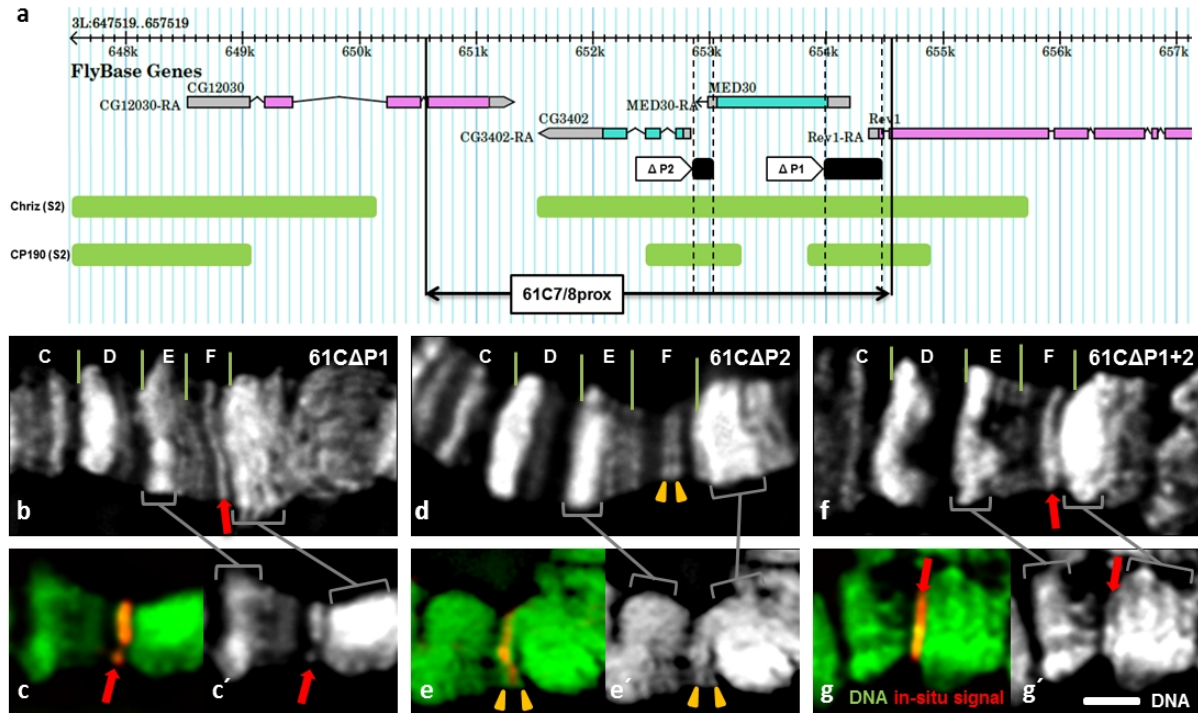 a
3L:647519..657519
648k 649k 650k 651k 652k 653k 654k 655k 656k 657k
FlyBase Genes
CG12030
CG12030-RA
MED30
MED30-RA
CG3402
CG3402-RA
Rev1
Rev1-RA
Δ P2
Δ P1
Chriz (S2)
CP190 (S2)
61C7/8prox
C D E F 61CΔP1
b
C D E F 61CΔP2
d
C D E F 61CΔP1+2
f
c
c´
e
e´
g
DNA in-situ signal
g´
DNA